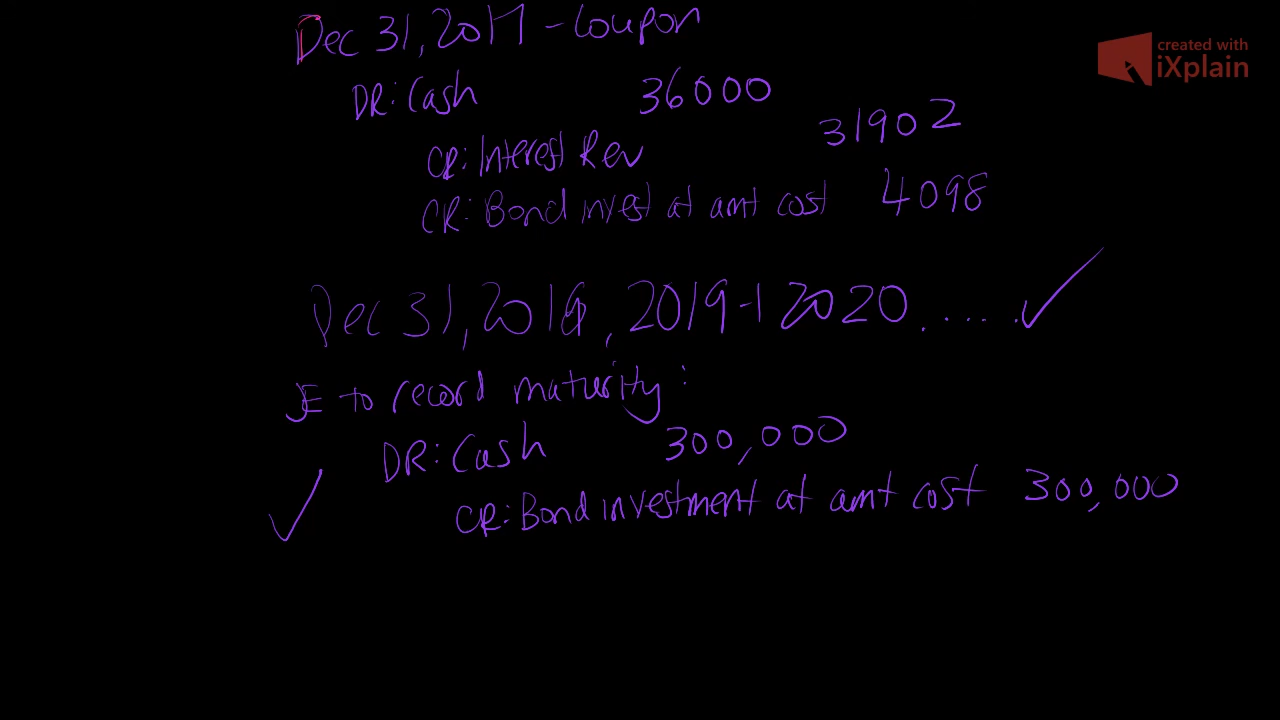 Dec 31, 2017 - Coupon
created with
iXplain
DR: Cash 36000
CR: Interest Rev 31902
CR: Bond invest at amt cost 4098
Dec 31, 2018, 2019 - 2020, .....
JE to record maturity:
DR: Cash 300,000
CR: Bond investment at amt cost 300,000